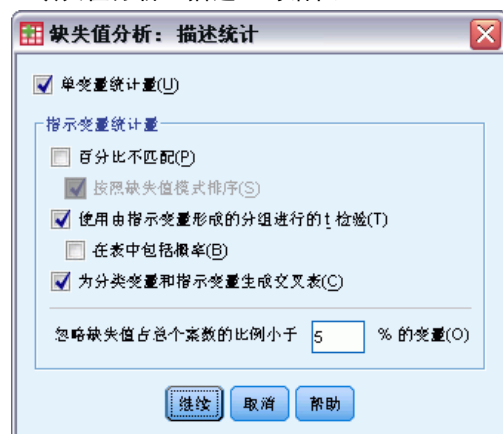 缺失值分析：描述统计
单变量统计量(U)
指示变量统计量
百分比不匹配(P)
按照缺失值模式排序(S)
使用由指示变量形成的分组进行的t检验(T)
在表中包括概率(B)
为分类变量和指示变量生成交叉表(C)
忽略缺失值占总个案数的比例小于 5 % 的变量(O)
继续 取消 帮助